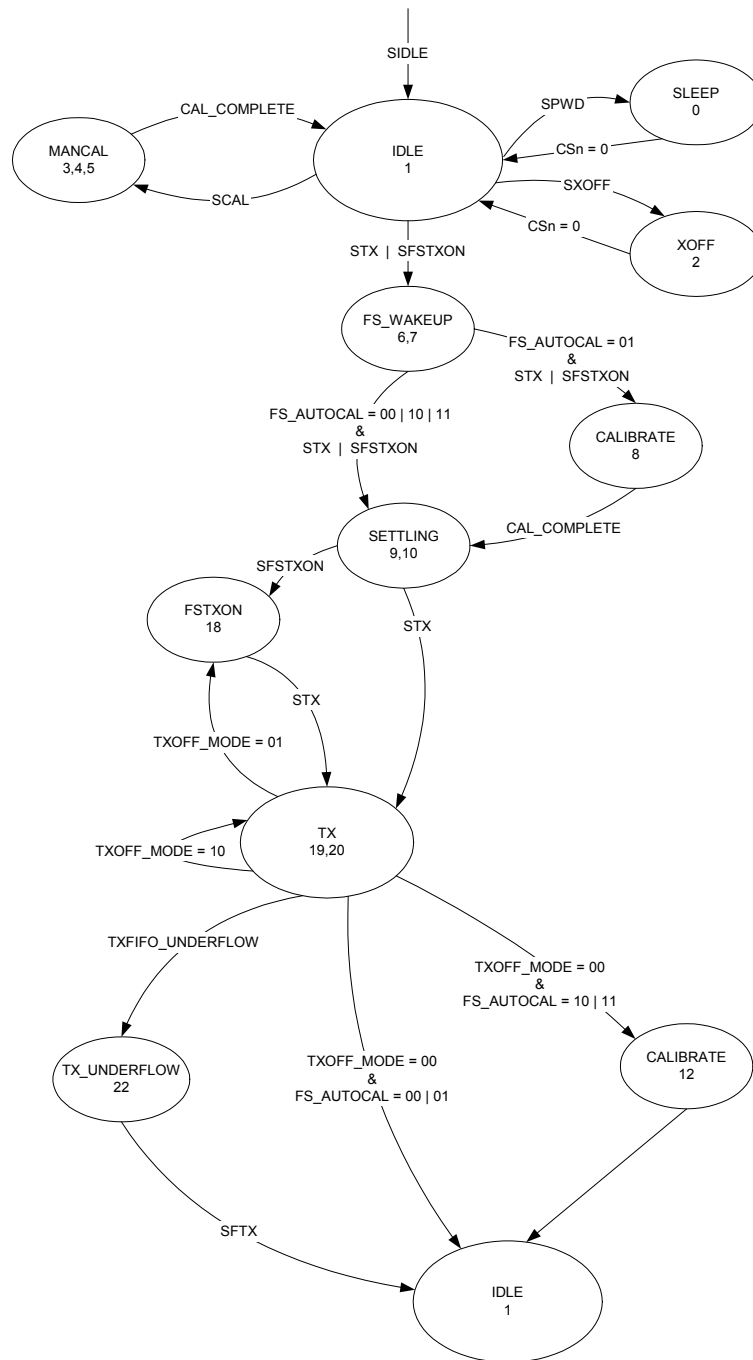 SIDLE
SLEEP
0
SPWD
CAL_COMPLETE
CSn = 0
MANCAL
3,4,5
IDLE
1
SXOFF
SCAL
CSn = 0
XOFF
2
STX | SFSTXON
FS_WAKEUP
6,7
FS_AUTOCAL = 01
&
STX | SFSTXON
FS_AUTOCAL = 00 | 10 | 11
&
STX | SFSTXON
CALIBRATE
8
CAL_COMPLETE
SETTLING
9,10
SFSTXON
FSTXON
18
STX
STX
TXOFF_MODE = 01
TX
19,20
TXOFF_MODE = 10
TXFIFO_UNDERFLOW
TXOFF_MODE = 00
&
FS_AUTOCAL = 10 | 11
TXOFF_MODE = 00
&
FS_AUTOCAL = 00 | 01
TX_UNDERFLOW
22
CALIBRATE
12
SFTX
IDLE
1